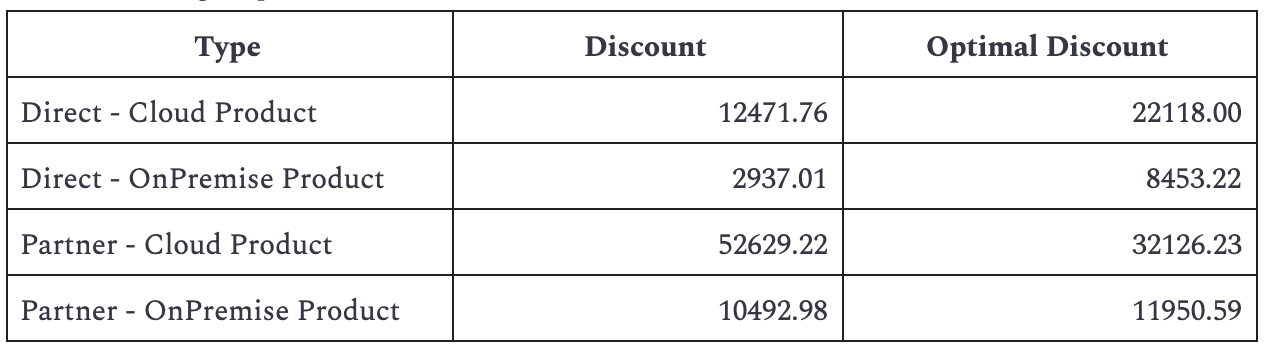 Type Discount Optimal Discount
Direct - Cloud Product 12471.76 22118.00
Direct - OnPremise Product 2937.01 8453.22
Partner - Cloud Product 52629.22 32126.23
Partner - OnPremise Product 10492.98 11950.59